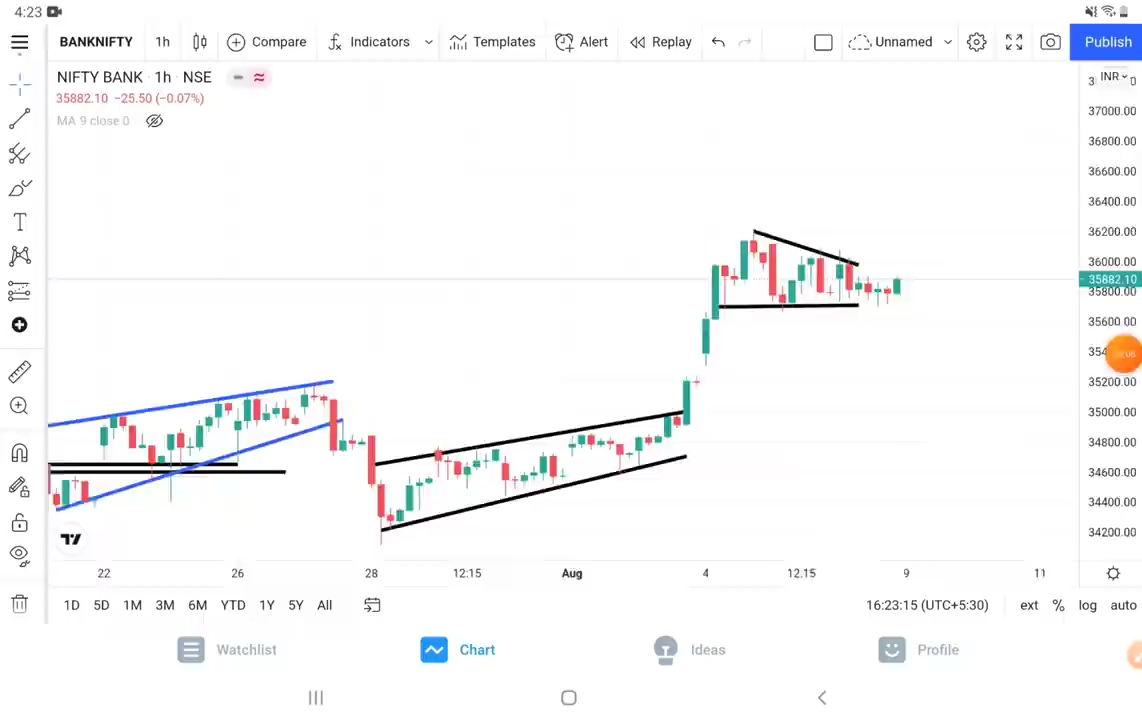 4:23
BANKNIFTY 1h Compare Indicators Templates Alert Replay Unnamed Publish
NIFTY BANK · 1h · NSE
35882.10 −25.50 (−0.07%)
MA 9 close 0
INR
37000.00
36800.00
36600.00
36400.00
36200.00
36000.00
35882.10
35800.00
35600.00
35200.00
35000.00
34800.00
34600.00
34400.00
34200.00
22 26 28 12:15 Aug 4 12:15 9 11
1D 5D 1M 3M 6M YTD 1Y 5Y All 16:23:15 (UTC+5:30) ext % log auto
Watchlist Chart Ideas Profile